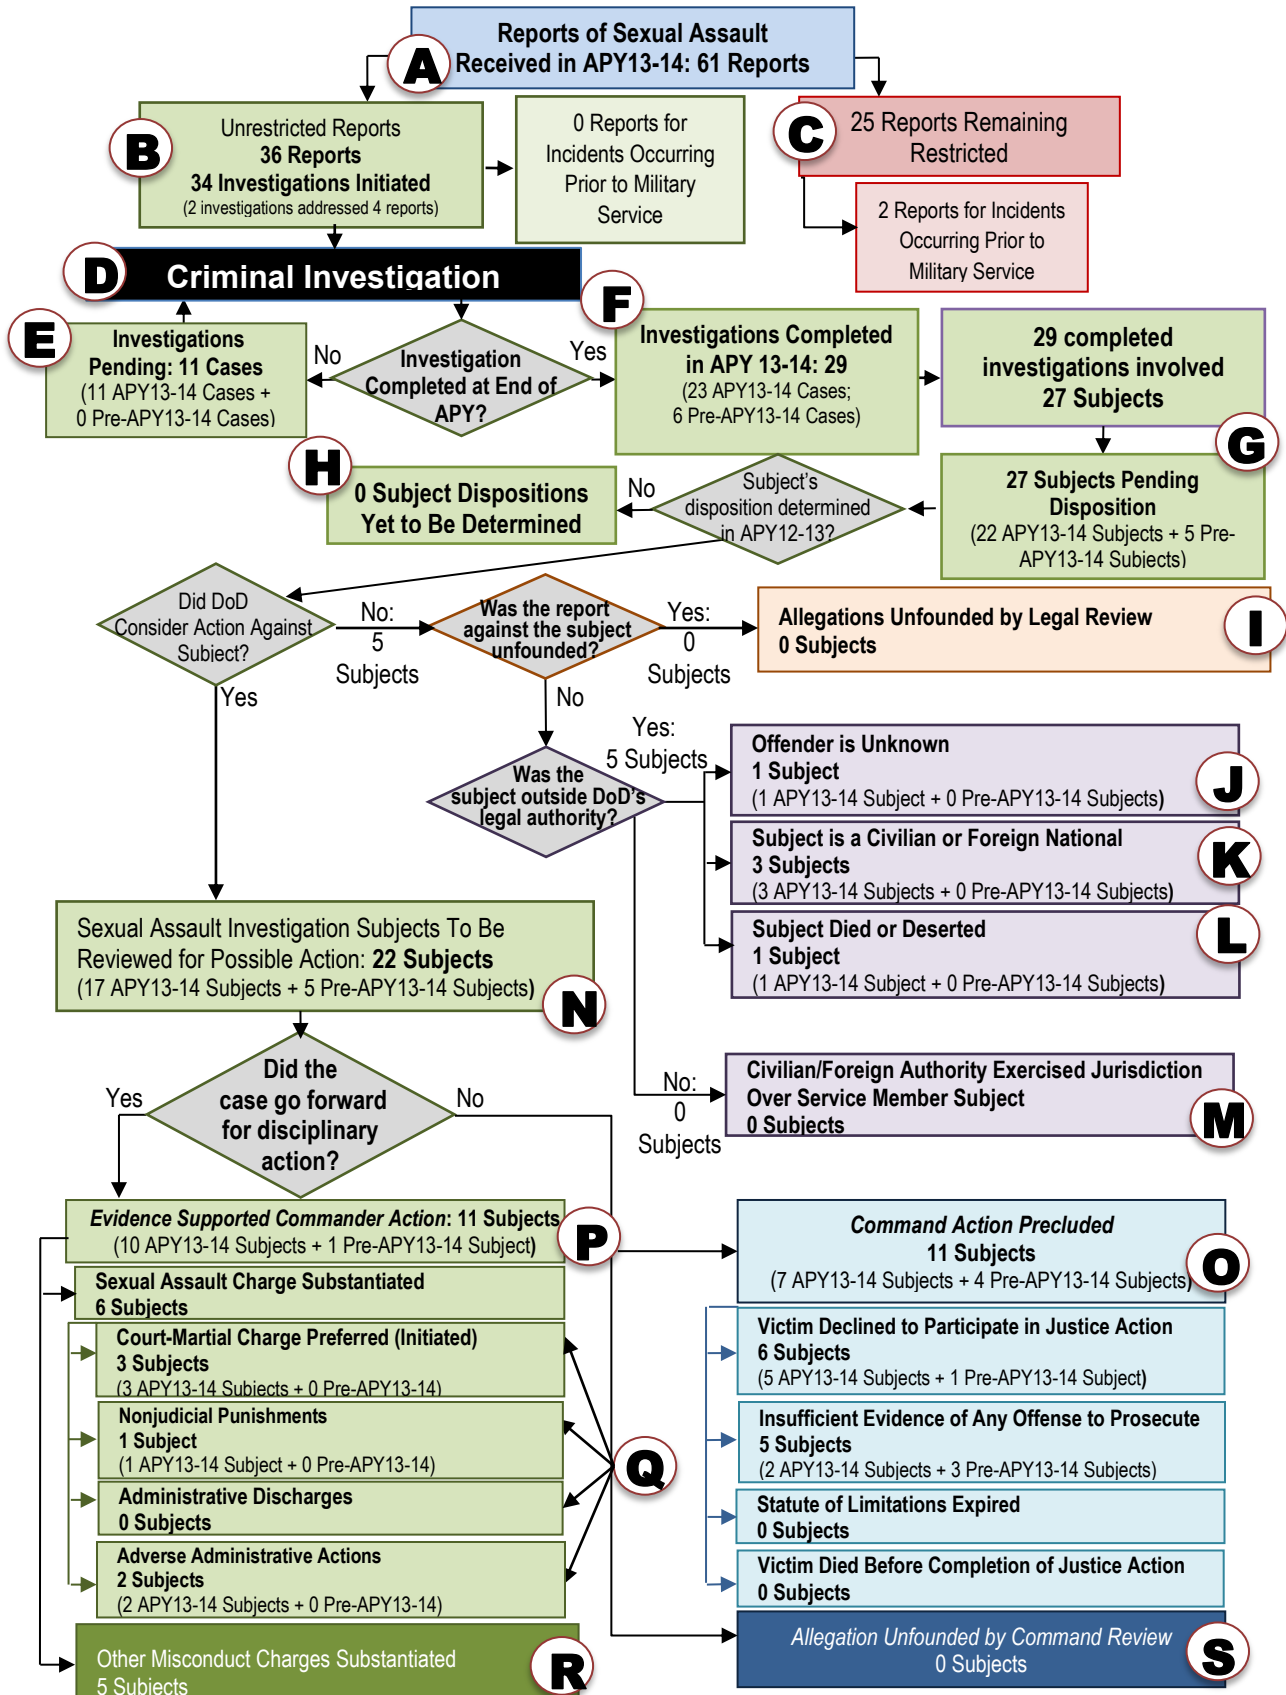 Reports of Sexual Assault
Received in APY13-14: 61 Reports
A
Unrestricted Reports
36 Reports
34 Investigations Initiated
(2 investigations addressed 4 reports)
B
0 Reports for
Incidents Occurring
Prior to Military
Service
25 Reports Remaining
Restricted
C
2 Reports for Incidents
Occurring Prior to
Military Service
D
Criminal Investigation
E
Investigations
Pending: 11 Cases
(11 APY13-14 Cases +
0 Pre-APY13-14 Cases)
No
Investigation
Completed at End of
APY?
Yes
F
Investigations Completed
in APY 13-14: 29
(23 APY13-14 Cases;
6 Pre-APY13-14 Cases)
29 completed
investigations involved
27 Subjects
G
27 Subjects Pending
Disposition
(22 APY13-14 Subjects + 5 Pre-
APY13-14 Subjects)
Subject's
disposition determined
in APY12-13?
No
H
0 Subject Dispositions
Yet to Be Determined
Did DoD
Consider Action Against
Subject?
No:
5
Subjects
Was the report
against the subject
unfounded?
Yes:
0
Subjects
Allegations Unfounded by Legal Review
0 Subjects
I
Yes
No
Was the
subject outside DoD's
legal authority?
Yes:
5 Subjects
Offender is Unknown
1 Subject
(1 APY13-14 Subject + 0 Pre-APY13-14 Subjects)
J
Subject is a Civilian or Foreign National
3 Subjects
(3 APY13-14 Subjects + 0 Pre-APY13-14 Subjects)
K
Subject Died or Deserted
1 Subject
(1 APY13-14 Subject + 0 Pre-APY13-14 Subjects)
L
No:
0
Subjects
Civilian/Foreign Authority Exercised Jurisdiction
Over Service Member Subject
0 Subjects
M
Sexual Assault Investigation Subjects To Be
Reviewed for Possible Action: 22 Subjects
(17 APY13-14 Subjects + 5 Pre-APY13-14 Subjects)
N
Did the
case go forward
for disciplinary
action?
Yes
No
Evidence Supported Commander Action: 11 Subjects
(10 APY13-14 Subjects + 1 Pre-APY13-14 Subject)
P
Sexual Assault Charge Substantiated
6 Subjects
Court-Martial Charge Preferred (Initiated)
3 Subjects
(3 APY13-14 Subjects + 0 Pre-APY13-14)
Nonjudicial Punishments
1 Subject
(1 APY13-14 Subject + 0 Pre-APY13-14)
Administrative Discharges
0 Subjects
Adverse Administrative Actions
2 Subjects
(2 APY13-14 Subjects + 0 Pre-APY13-14)
Q
Other Misconduct Charges Substantiated
5 Subjects
R
Command Action Precluded
11 Subjects
(7 APY13-14 Subjects + 4 Pre-APY13-14 Subjects)
O
Victim Declined to Participate in Justice Action
6 Subjects
(5 APY13-14 Subjects + 1 Pre-APY13-14 Subject)
Insufficient Evidence of Any Offense to Prosecute
5 Subjects
(2 APY13-14 Subjects + 3 Pre-APY13-14 Subjects)
Statute of Limitations Expired
0 Subjects
Victim Died Before Completion of Justice Action
0 Subjects
Allegation Unfounded by Command Review
0 Subjects
S